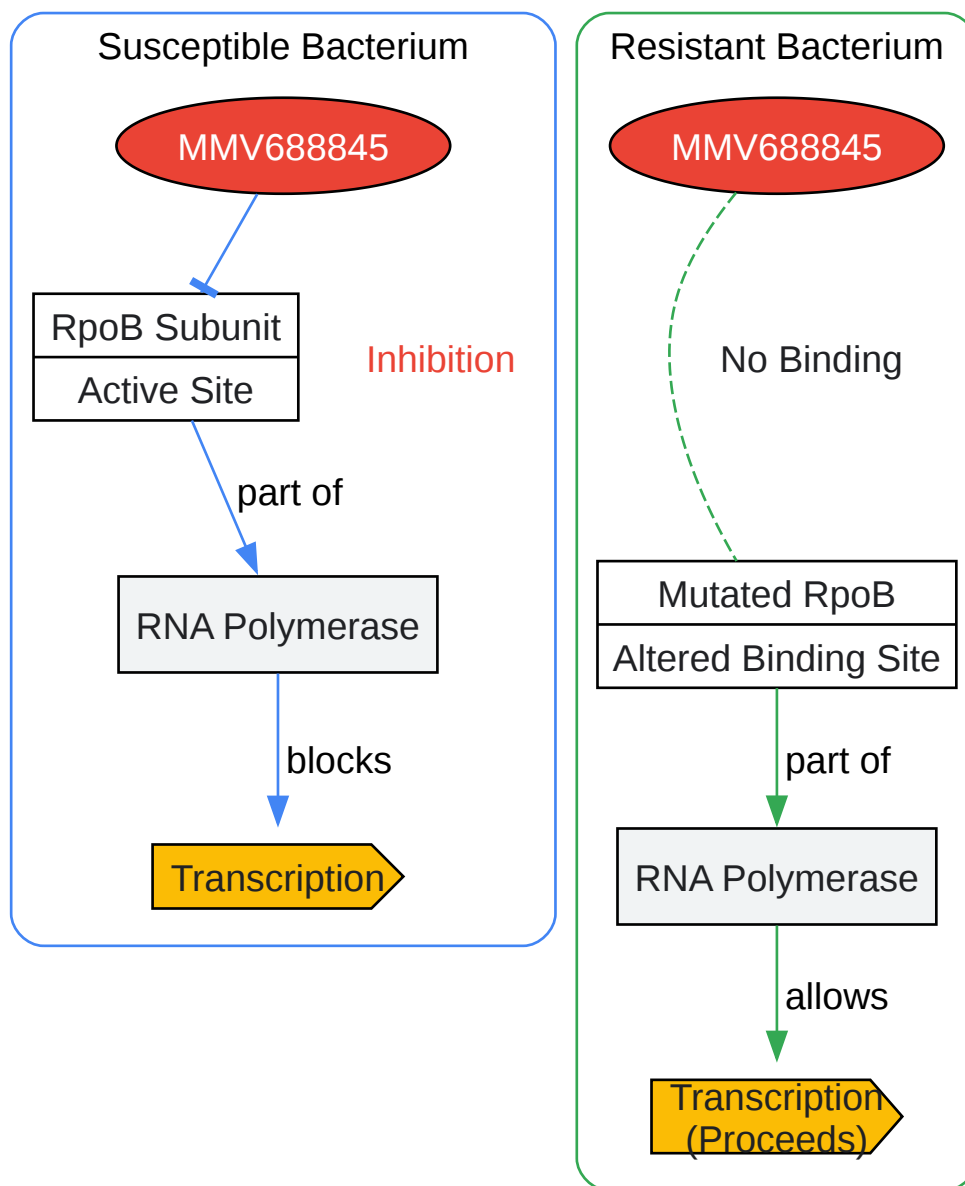 Susceptible Bacterium
MMV688845
RpoB Subunit
Active Site
Inhibition
part of
RNA Polymerase
blocks
Transcription
Resistant Bacterium
MMV688845
No Binding
Mutated RpoB
Altered Binding Site
part of
RNA Polymerase
allows
Transcription
(Proceeds)